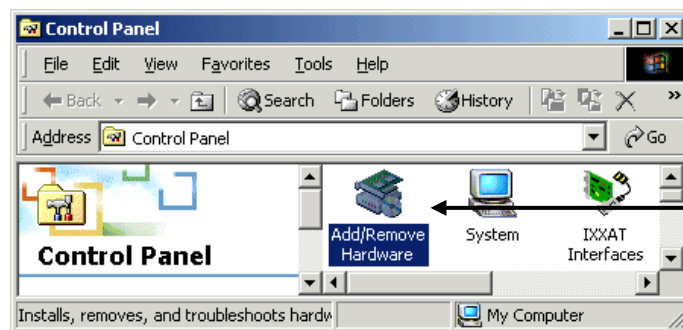 Control Panel
File Edit View Favorites Tools Help
Back Search Folders History »
Address Control Panel Go
Control Panel
Add/Remove Hardware
System
IXXAT Interfaces
Installs, removes, and troubleshoots hardw My Computer